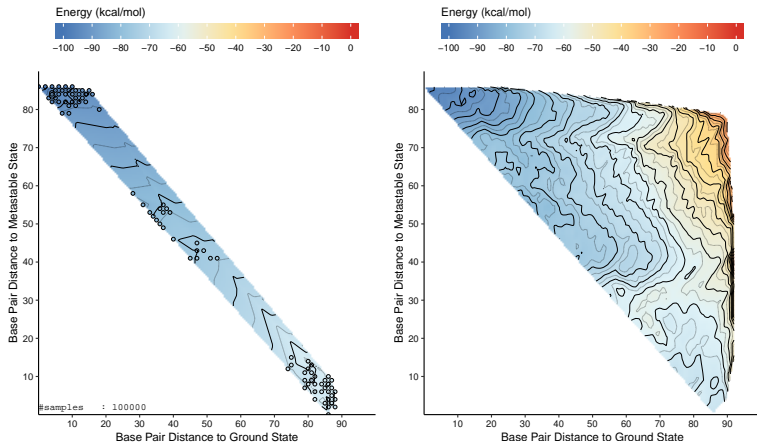 Energy (kcal/mol)
−100 −90 −80 −70 −60 −50 −40 −30 −20 −10 0
Base Pair Distance to Metastable State
80
70
60
50
40
30
20
10
#samples : 100000
10 20 30 40 50 60 70 80 90
Base Pair Distance to Ground State
Energy (kcal/mol)
−100 −90 −80 −70 −60 −50 −40 −30 −20 −10 0
Base Pair Distance to Metastable State
80
70
60
50
40
30
20
10
10 20 30 40 50 60 70 80 90
Base Pair Distance to Ground State